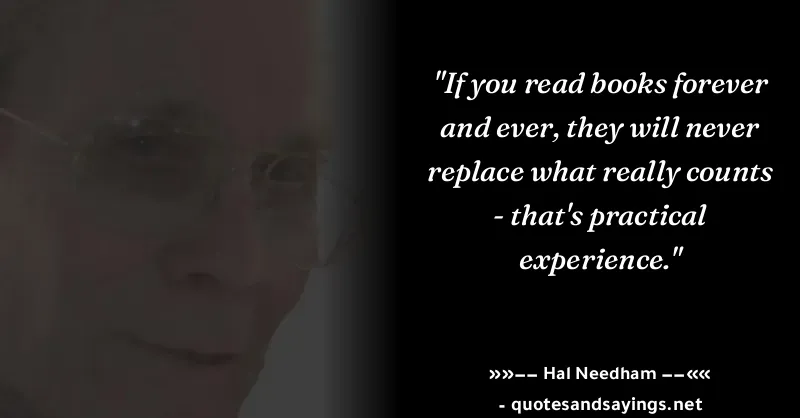 "If you read books forever
and ever, they will never
replace what really counts
- that's practical
experience."
»»–– Hal Needham ––««
- quotesandsayings.net